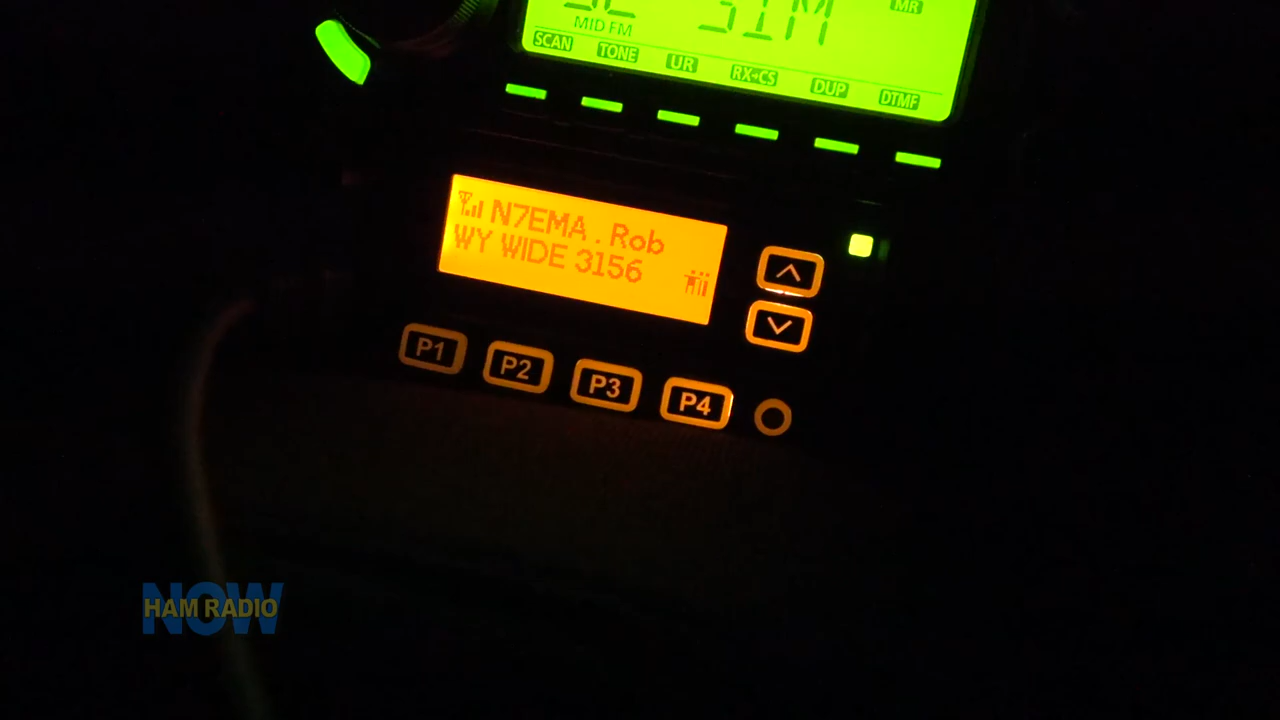 MR
SIM
MID FM
SCAN TONE UR RX→CS DUP DTMF
N7EMA . Rob
WY WIDE 3156
P1 P2 P3 P4
NOW
HAM RADIO